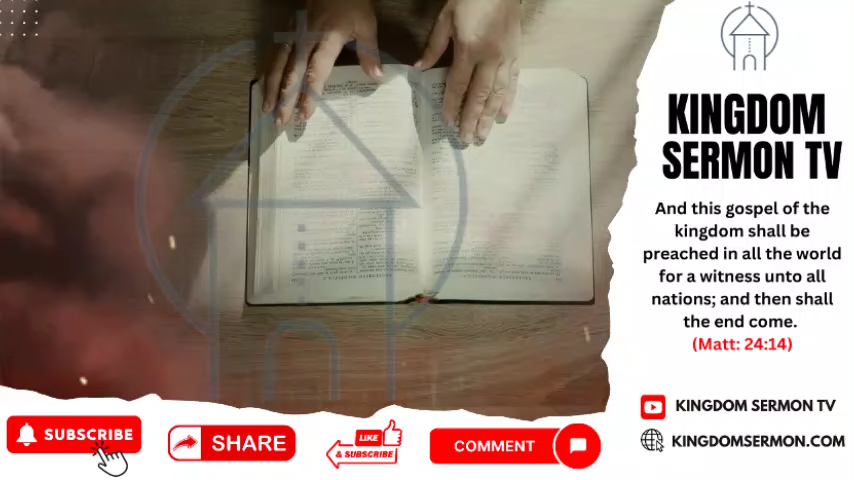 KINGDOM
SERMON TV
And this gospel of the
kingdom shall be
preached in all the world
for a witness unto all
nations; and then shall
the end come.
(Matt: 24:14)
KINGDOM SERMON TV
KINGDOMSERMON.COM
SUBSCRIBE
SHARE
LIKE
& SUBSCRIBE
COMMENT